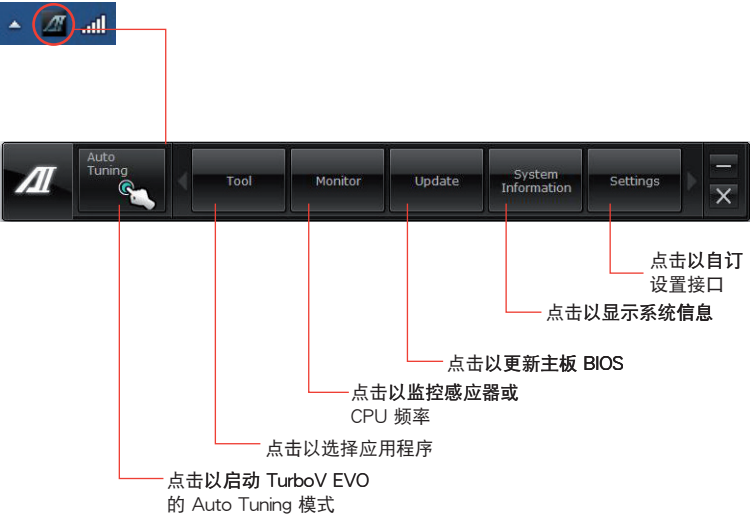 Auto
Tuning
Tool
Monitor
Update
System
Information
Settings
点击以自订
设置接口
点击以显示系统信息
点击以更新主板 BIOS
点击以监控感应器或
CPU 频率
点击以选择应用程序
点击以启动 TurboV EVO
的 Auto Tuning 模式